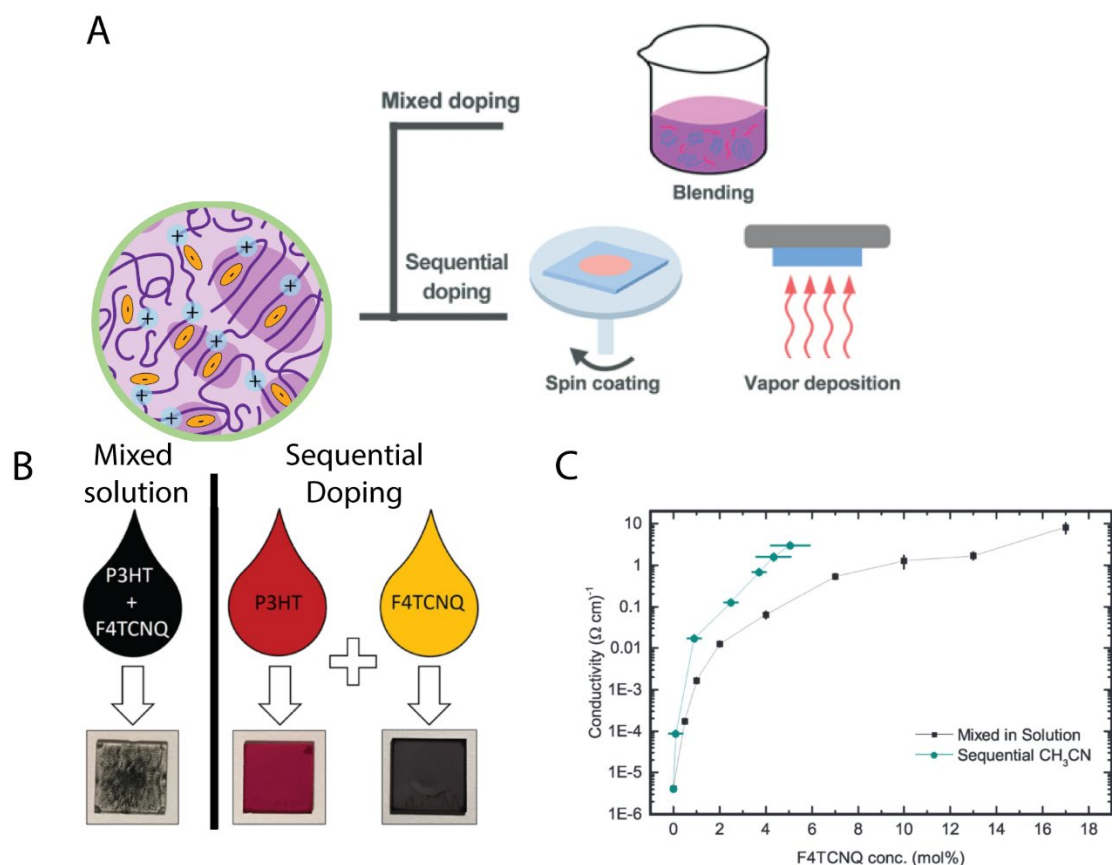 A
Mixed doping
Blending
Sequential
doping
Spin coating
Vapor deposition
+
+
+
+
+
+
+
+
+
-
-
-
-
-
-
-
-
-
B
Mixed
solution
Sequential
Doping
P3HT
+
F4TCNQ
P3HT
F4TCNQ
C
Conductivity (Ω cm)⁻¹
10
1
0.1
0.01
1E-3
1E-4
1E-5
1E-6
Mixed in Solution
Sequential CH₃CN
0 2 4 6 8 10 12 14 16 18
F4TCNQ conc. (mol%)